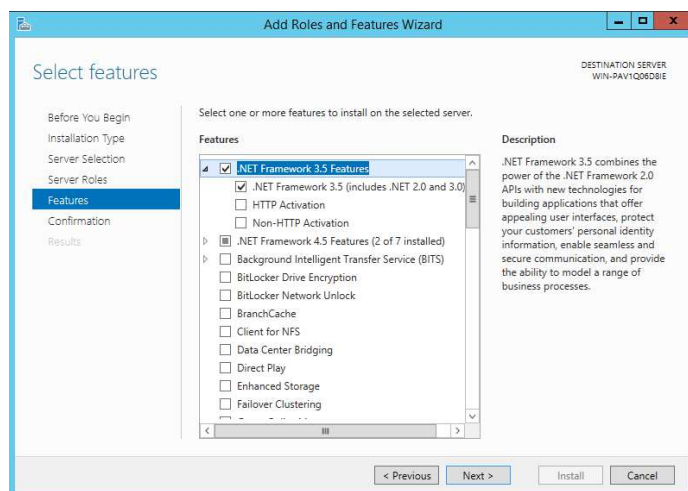 Add Roles and Features Wizard
Select features
DESTINATION SERVER
WIN-PAV1Q06D8IE
Before You Begin
Installation Type
Server Selection
Server Roles
Features
Confirmation
Results
Select one or more features to install on the selected server.
Features
.NET Framework 3.5 Features
.NET Framework 3.5 (includes .NET 2.0 and 3.0)
HTTP Activation
Non-HTTP Activation
.NET Framework 4.5 Features (2 of 7 installed)
Background Intelligent Transfer Service (BITS)
BitLocker Drive Encryption
BitLocker Network Unlock
BranchCache
Client for NFS
Data Center Bridging
Direct Play
Enhanced Storage
Failover Clustering
Description
.NET Framework 3.5 combines the
power of the .NET Framework 2.0
APIs with new technologies for
building applications that offer
appealing user interfaces, protect
your customers' personal identity
information, enable seamless and
secure communication, and provide
the ability to model a range of
business processes.
< Previous
Next >
Install
Cancel